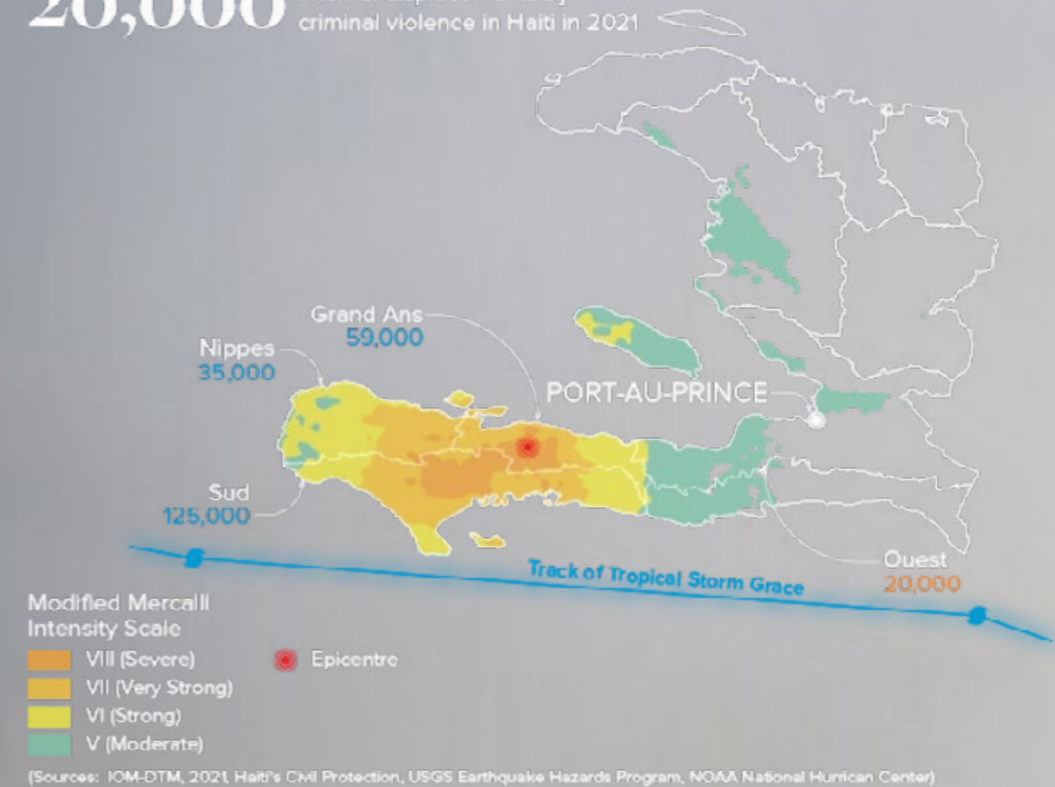 20,000
criminal violence in Haiti in 2021
Grand Ans
59,000
Nippes
35,000
PORT-AU-PRINCE
Sud
125,000
Ouest
20,000
Track of Tropical Storm Grace
Modified Mercalli
Intensity Scale
VIII (Severe)
Epicentre
VII (Very Strong)
VI (Strong)
V (Moderate)
(Sources: IOM-DTM, 2021, Haiti's Civil Protection, USGS Earthquake Hazards Program, NOAA National Hurrican Center)